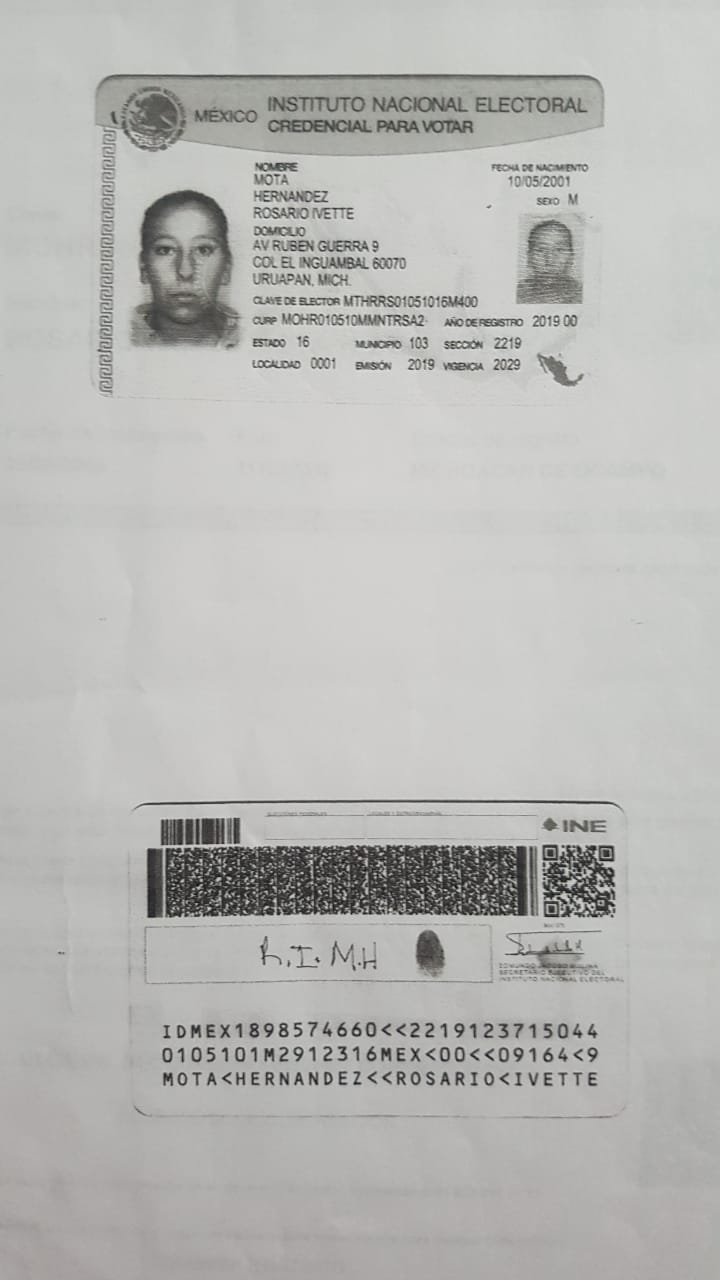 MÉXICO INSTITUTO NACIONAL ELECTORAL
CREDENCIAL PARA VOTAR
NOMBRE
MOTA
HERNANDEZ
ROSARIO IVETTE
FECHA DE NACIMIENTO
10/05/2001
SEXO M
DOMICILIO
AV RUBEN GUERRA 9
COL EL INGUAMBAL 60070
URUAPAN, MICH.
CLAVE DE ELECTOR MTHRRS01051016M400
CURP MOHR010510MMNTRSA2 AÑO DE REGISTRO 2019 00
ESTADO 16 MUNICIPIO 103 SECCIÓN 2219
LOCALIDAD 0001 EMISIÓN 2019 VIGENCIA 2029
INE
R.I.M.H
SECRETARIO EJECUTIVO DEL
INSTITUTO NACIONAL ELECTORAL
IDMEX1898574660<<2219123715044
0105101M2912316MEX<00<<09164<9
MOTA<HERNANDEZ<<ROSARIO<IVETTE